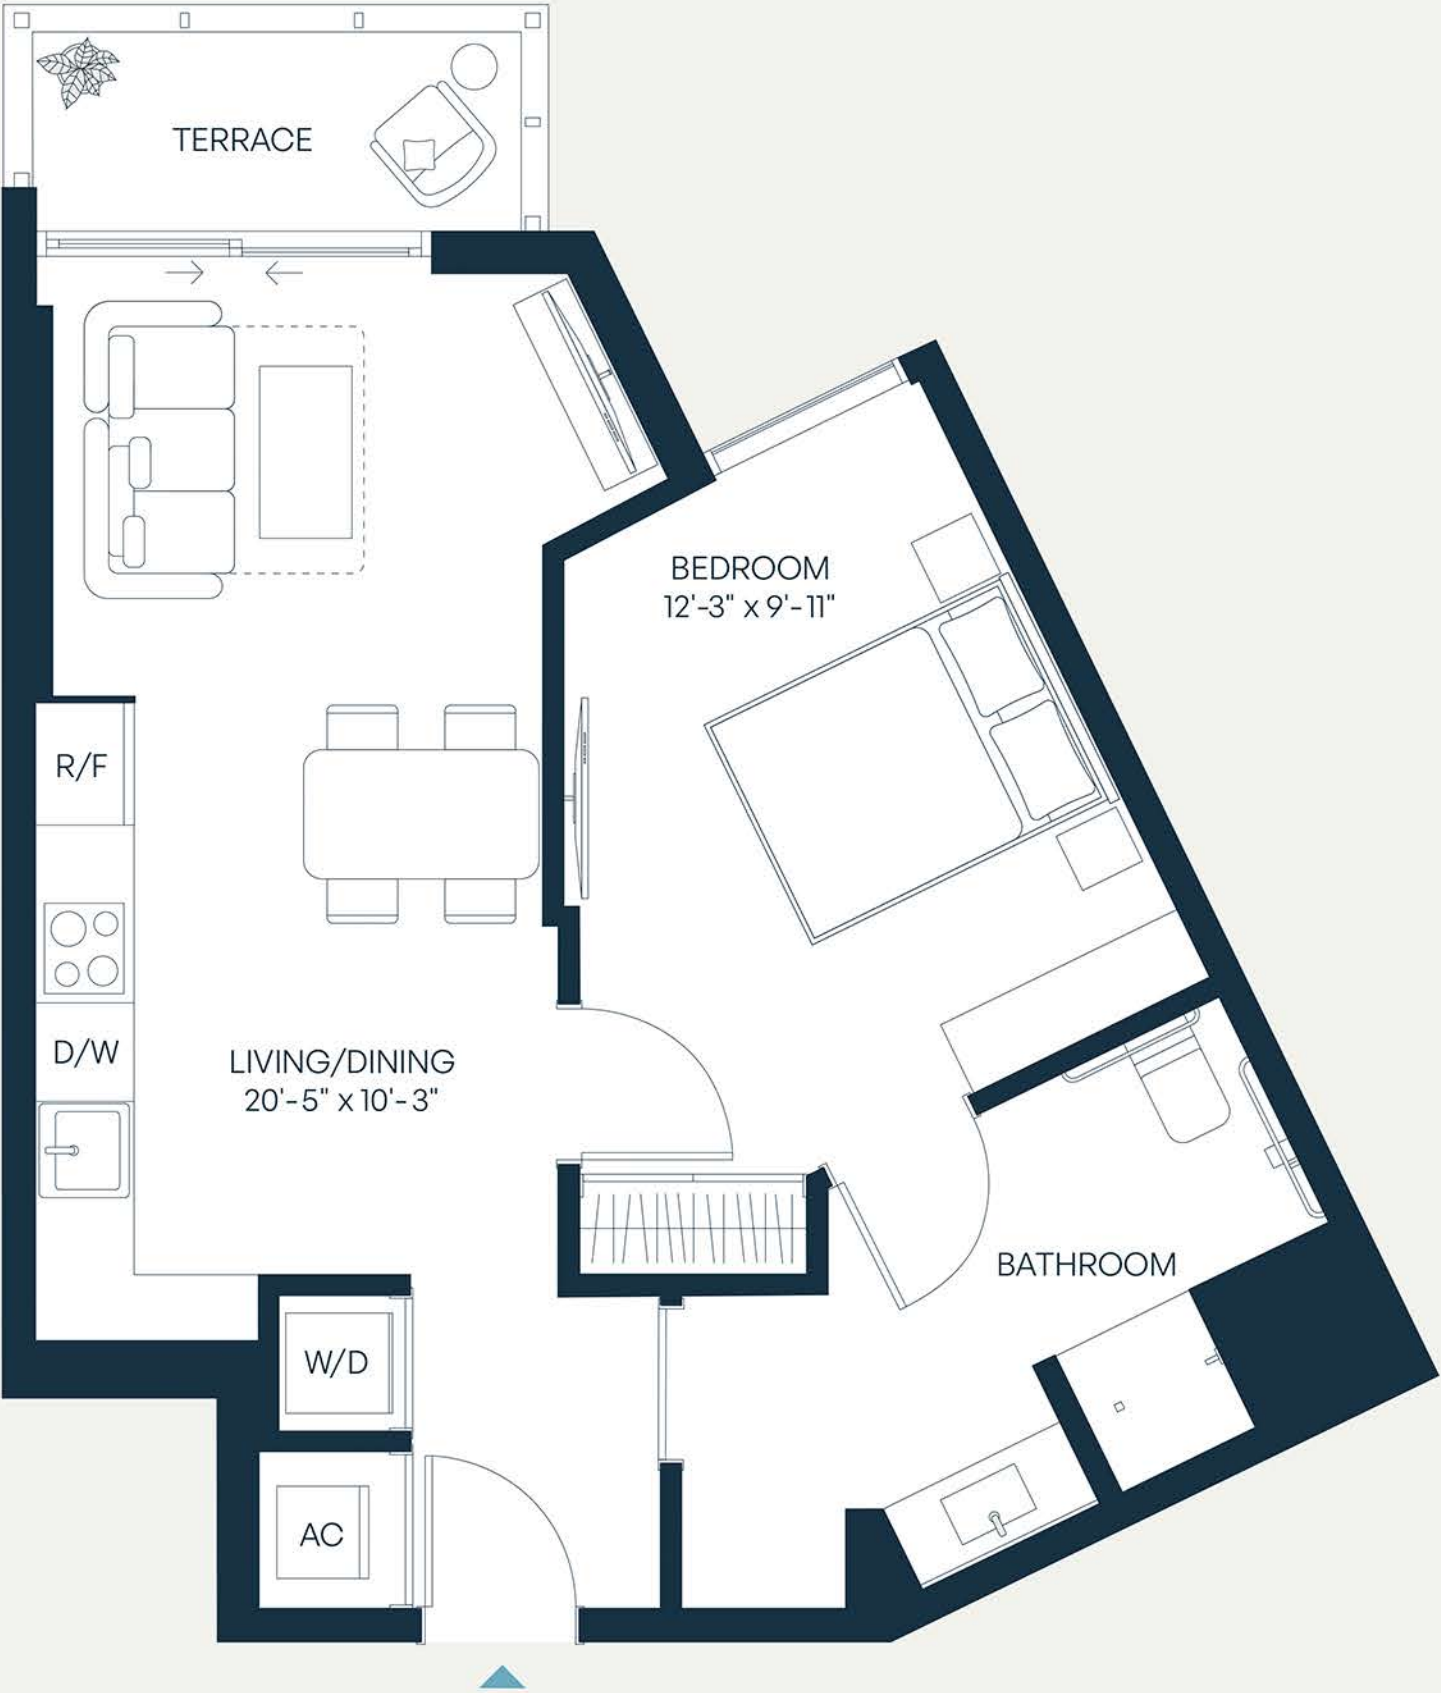 TERRACE
BEDROOM
12'-3" x 9'-11"
R/F
D/W
LIVING/DINING
20'-5" x 10'-3"
BATHROOM
W/D
AC